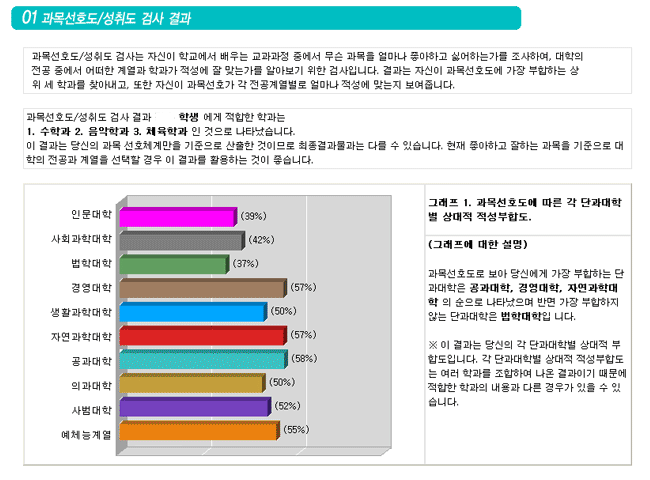 01 과목선호도/성취도 검사 결과
과목선호도/성취도 검사는 자신이 학교에서 배우는 교과과정 중에서 무슨 과목을 얼마나 좋아하고 싫어하는가를 조사하여, 대학의
전공 중에서 어떠한 계열과 학과가 적성에 잘 맞는가를 알아보기 위한 검사입니다. 결과는 자신이 과목선호도에 가장 부합하는 상
위 세 학과를 찾아내고, 또한 자신이 과목선호가 각 전공계열별로 얼마나 적성에 맞는지 보여줍니다.
과목선호도/성취도 검사 결과 학생 에게 적합한 학과는
1. 수학과 2. 음악학과 3. 체육학과 인 것으로 나타났습니다.
이 결과는 당신의 과목 선호체계만을 기준으로 산출한 것이므로 최종결과물과는 다를 수 있습니다. 현재 좋아하고 잘하는 과목을 기준으로 대
학의 전공과 계열을 선택할 경우 이 결과를 활용하는 것이 좋습니다.
인문대학 (39%)
사회과학대학 (42%)
법학대학 (37%)
경영대학 (57%)
생활과학대학 (50%)
자연과학대학 (57%)
공과대학 (58%)
의과대학 (50%)
사범대학 (52%)
예체능계열 (55%)
그래프 1. 과목선호도에 따른 각 단과대학
별 상대적 적성부합도.
(그래프에 대한 설명)
과목선호도로 보아 당신에게 가장 부합하는 단
과대학은 공과대학, 경영대학, 자연과학대
학 의 순으로 나타났으며 반면 가장 부합하지
않는 단과대학은 법학대학입 니다.
※ 이 결과는 당신의 각 단과대학별 상대적 부
합도입니다. 각 단과대학별 상대적 적성부합도
는 여러 학과를 조합하여 나온 결과이기 때문에
적합한 학과의 내용과 다른 경우가 있을 수 있
습니다.